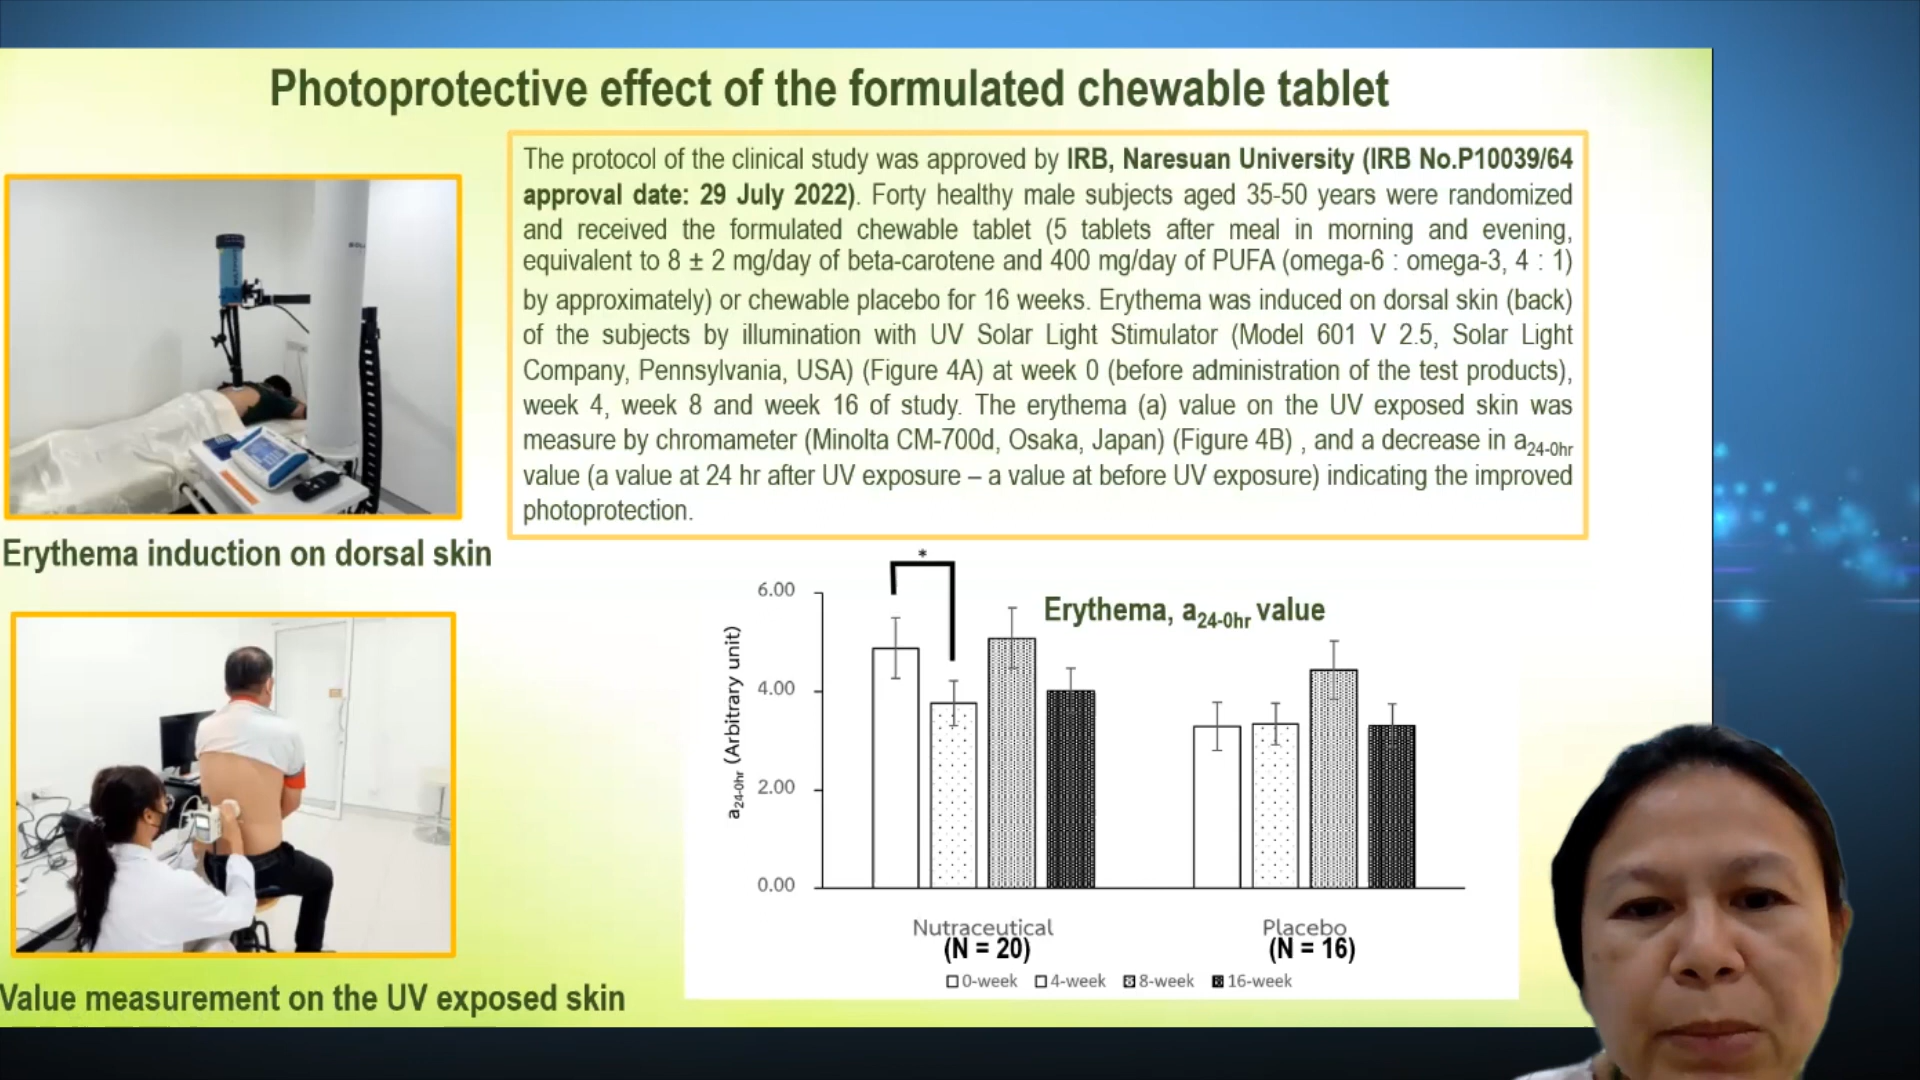 Photoprotective effect of the formulated chewable tablet
The protocol of the clinical study was approved by IRB, Naresuan University (IRB No.P10039/64
approval date: 29 July 2022). Forty healthy male subjects aged 35-50 years were randomized
and received the formulated chewable tablet (5 tablets after meal in morning and evening,
equivalent to 8 ± 2 mg/day of beta-carotene and 400 mg/day of PUFA (omega-6 : omega-3, 4 : 1)
by approximately) or chewable placebo for 16 weeks. Erythema was induced on dorsal skin (back)
of the subjects by illumination with UV Solar Light Stimulator (Model 601 V 2.5, Solar Light
Company, Pennsylvania, USA) (Figure 4A) at week 0 (before administration of the test products),
week 4, week 8 and week 16 of study. The erythema (a) value on the UV exposed skin was
measure by chromameter (Minolta CM-700d, Osaka, Japan) (Figure 4B) , and a decrease in a24-0hr
value (a value at 24 hr after UV exposure – a value at before UV exposure) indicating the improved
photoprotection.
Erythema induction on dorsal skin
Value measurement on the UV exposed skin
*
Erythema, a24-0hr value
a24-0hr (Arbitrary unit)
6.00
4.00
2.00
0.00
Nutraceutical
(N = 20)
Placebo
(N = 16)
0-week 4-week 8-week 16-week